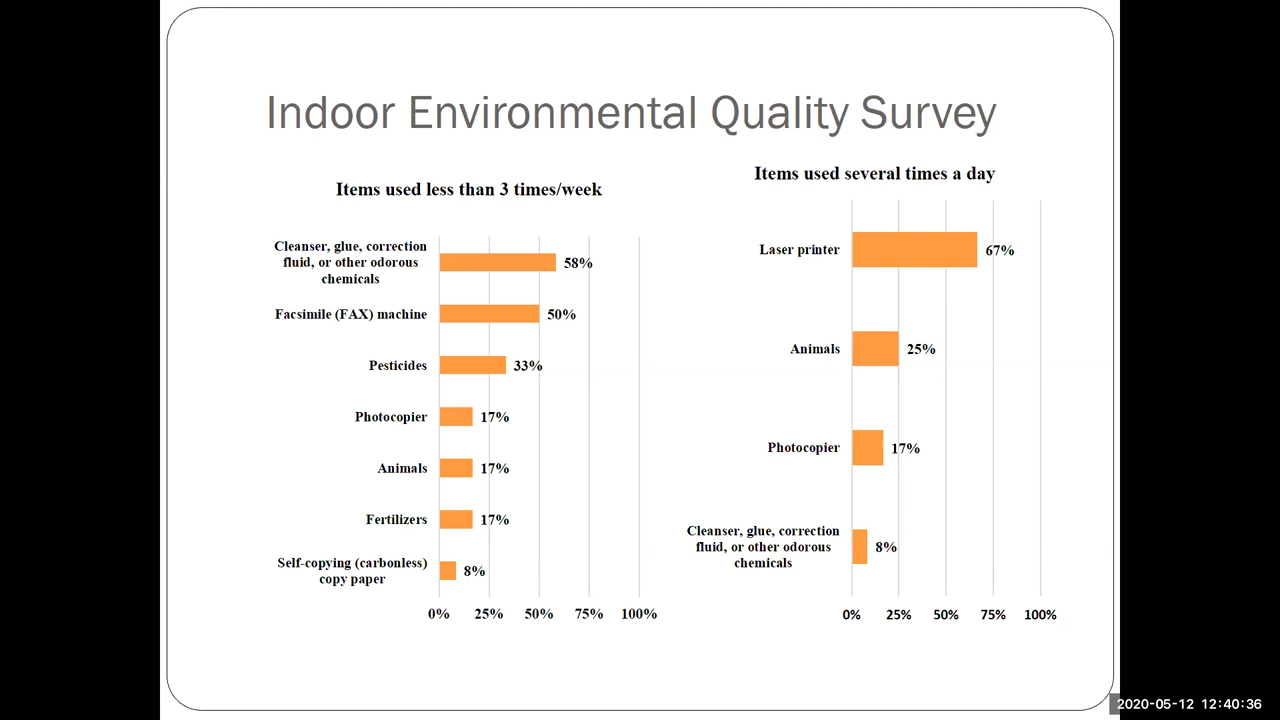 Indoor Environmental Quality Survey
Items used less than 3 times/week
Cleanser, glue, correction
fluid, or other odorous
chemicals
58%
Facsimile (FAX) machine
50%
Pesticides
33%
Photocopier
17%
Animals
17%
Fertilizers
17%
Self-copying (carbonless)
copy paper
8%
0% 25% 50% 75% 100%
Items used several times a day
Laser printer
67%
Animals
25%
Photocopier
17%
Cleanser, glue, correction
fluid, or other odorous
chemicals
8%
0% 25% 50% 75% 100%
2020-05-12 12:40:36